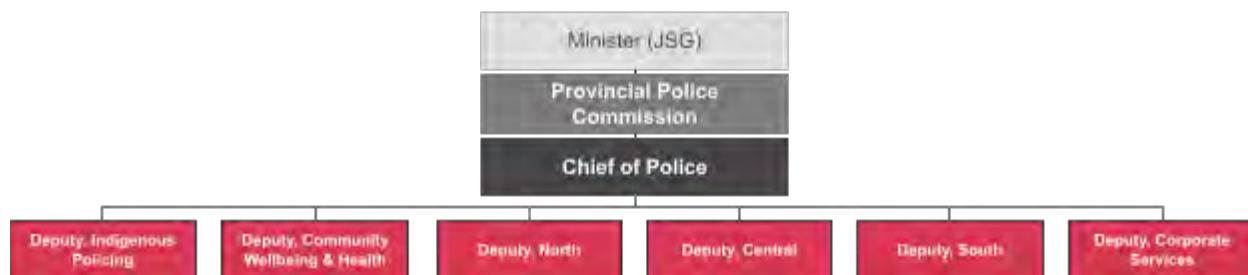 Minister (JSG)
Provincial Police
Commission
Chief of Police
Deputy, Indigenous
Policing
Deputy, Community
Wellbeing & Health
Deputy, North
Deputy, Central
Deputy, South
Deputy, Corporate
Services